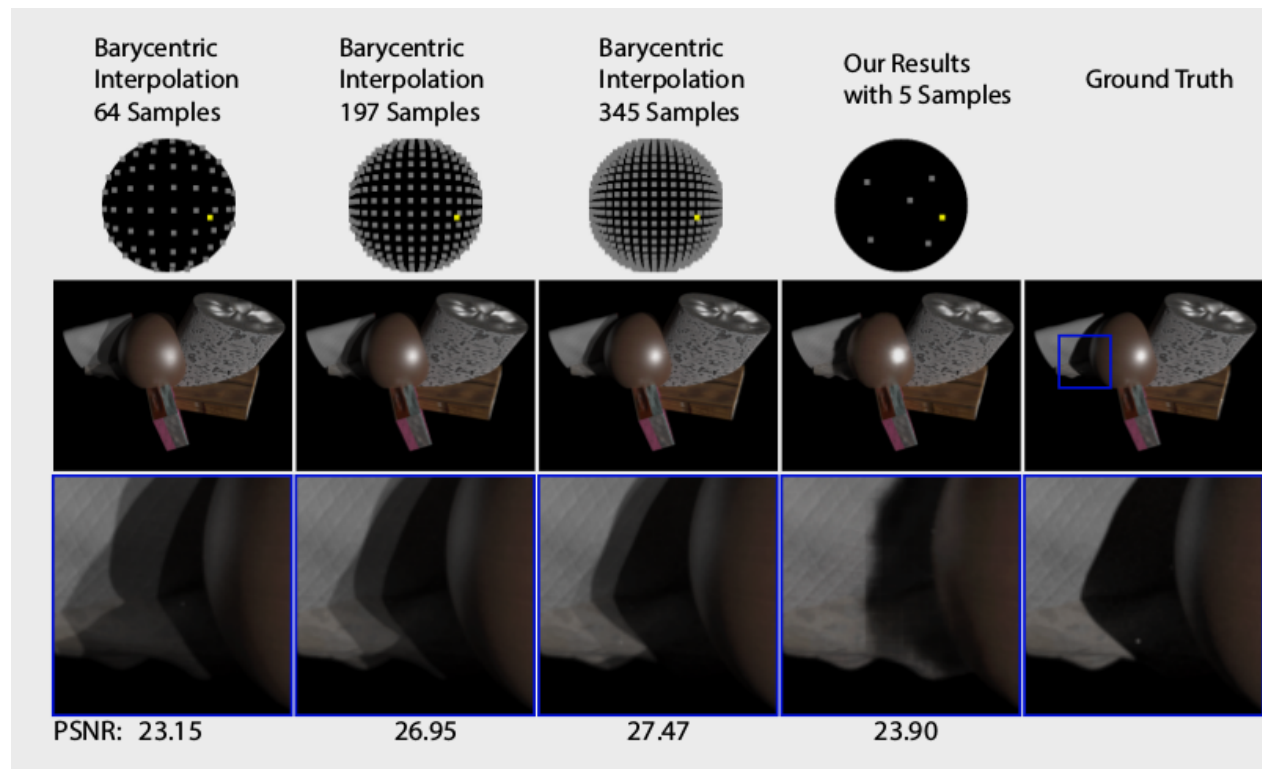 Barycentric
Interpolation
64 Samples
Barycentric
Interpolation
197 Samples
Barycentric
Interpolation
345 Samples
Our Results
with 5 Samples
Ground Truth
PSNR: 23.15
26.95
27.47
23.90